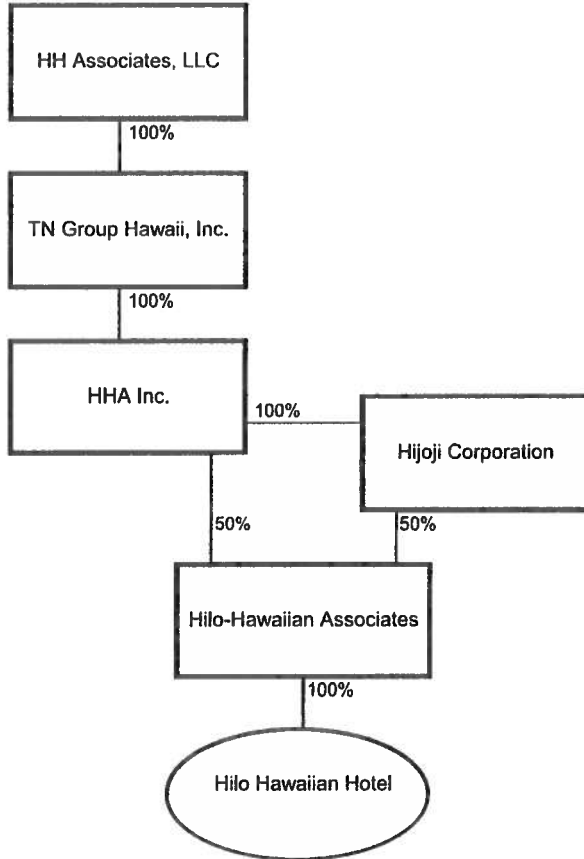 HH Associates, LLC
100%
TN Group Hawaii, Inc.
100%
HHA Inc.
100%
Hijoji Corporation
50%
50%
Hilo-Hawaiian Associates
100%
Hilo Hawaiian Hotel